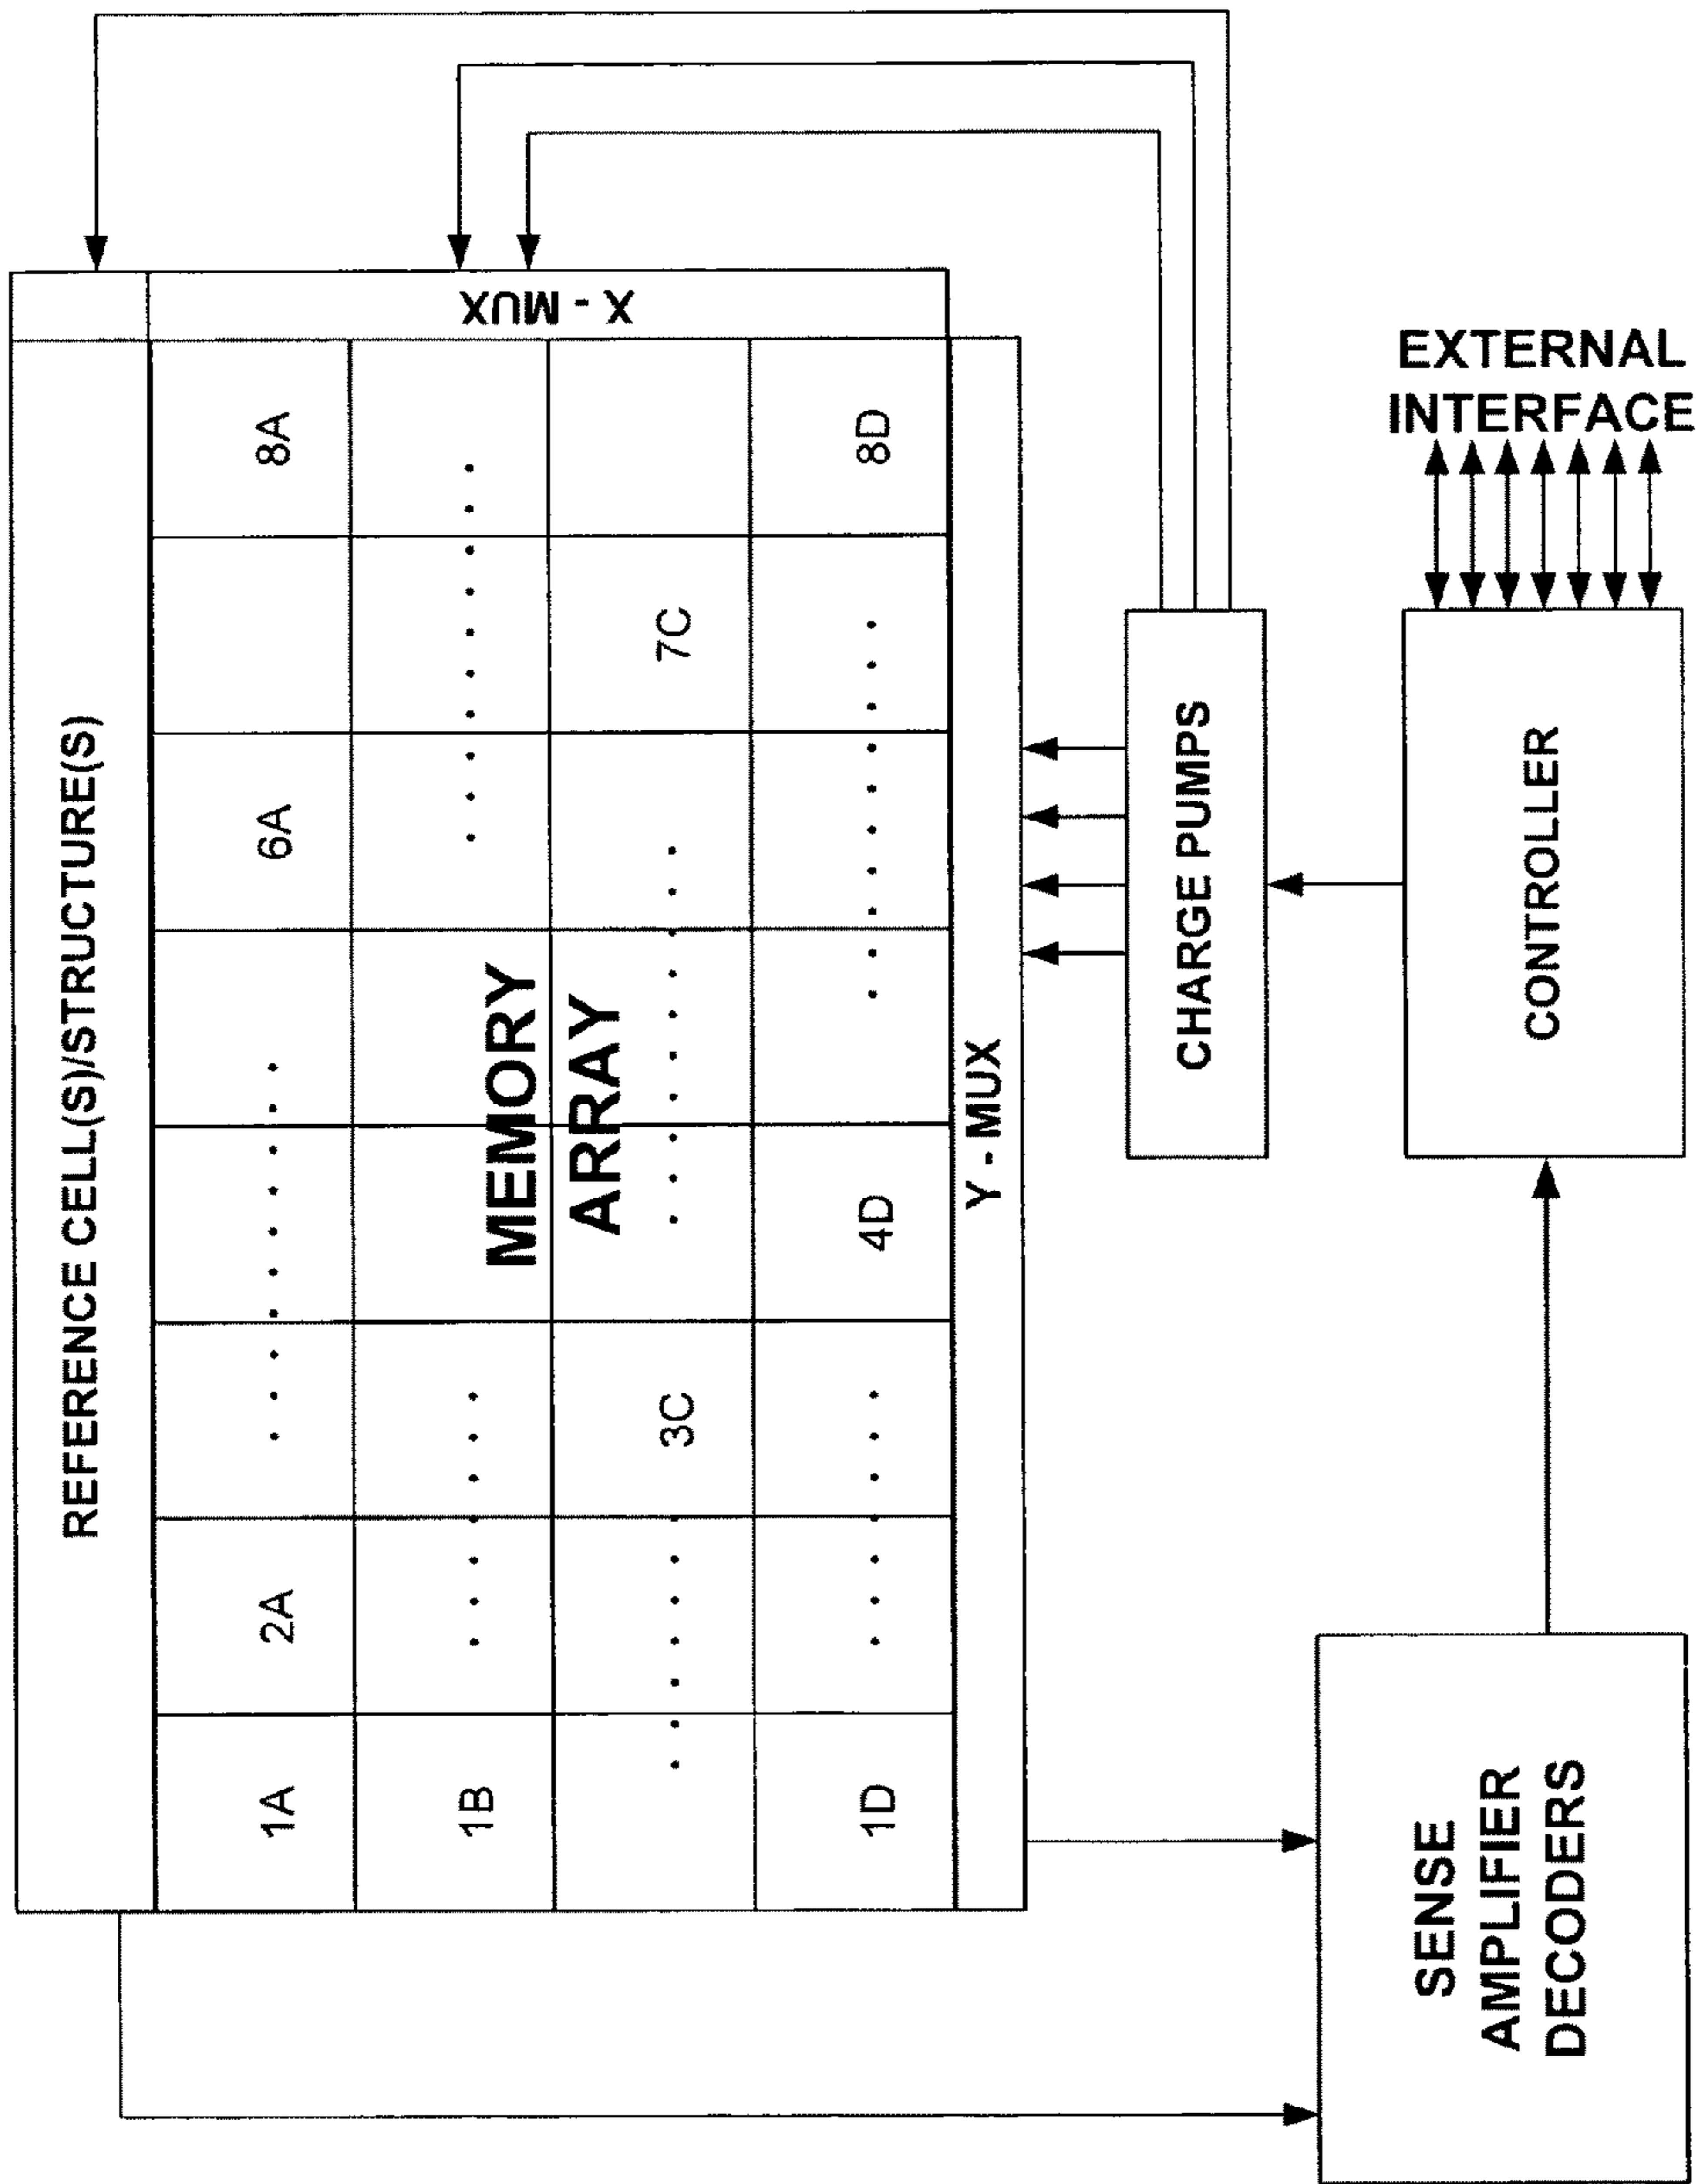 REFERENCE CELL(S)/STRUCTURE(S)
1A
2A
6A
8A
1B
MEMORY
ARRAY
3C
7C
1D
4D
8D
X - MUX
Y - MUX
CHARGE PUMPS
CONTROLLER
EXTERNAL
INTERFACE
SENSE
AMPLIFIER
DECODERS